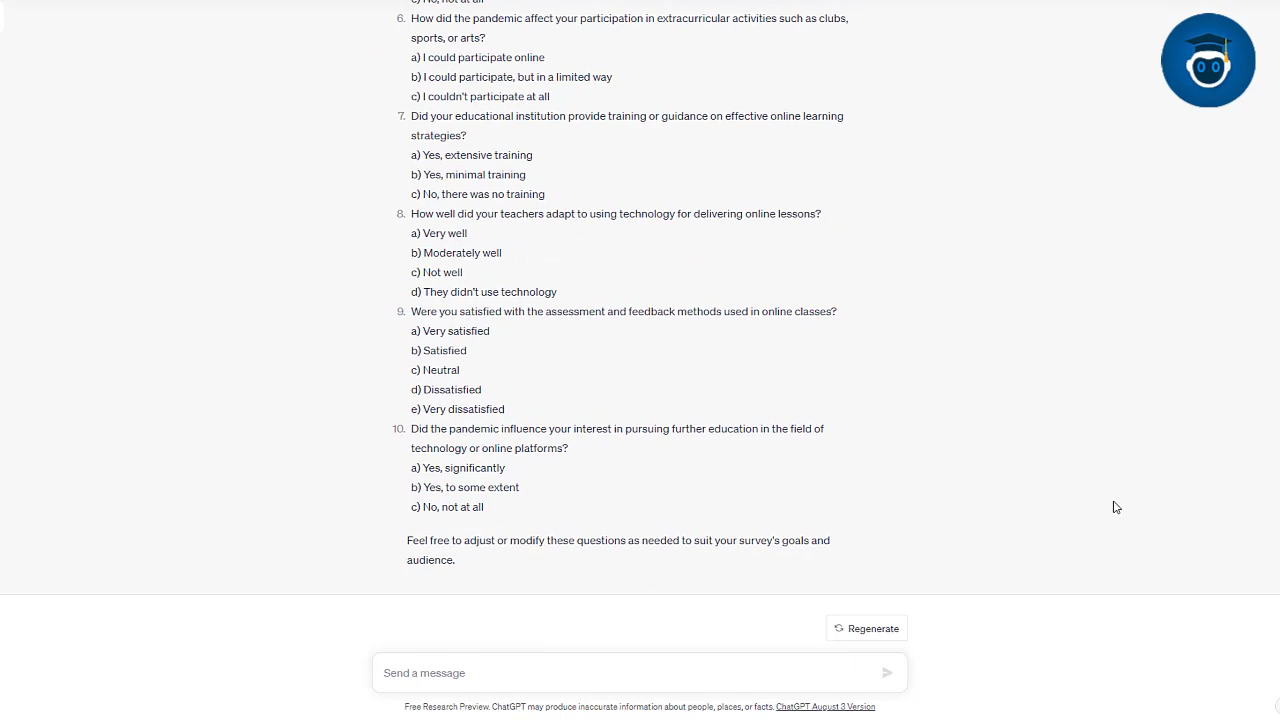 c) No, not at all
6. How did the pandemic affect your participation in extracurricular activities such as clubs,
sports, or arts?
a) I could participate online
b) I could participate, but in a limited way
c) I couldn't participate at all
7. Did your educational institution provide training or guidance on effective online learning
strategies?
a) Yes, extensive training
b) Yes, minimal training
c) No, there was no training
8. How well did your teachers adapt to using technology for delivering online lessons?
a) Very well
b) Moderately well
c) Not well
d) They didn't use technology
9. Were you satisfied with the assessment and feedback methods used in online classes?
a) Very satisfied
b) Satisfied
c) Neutral
d) Dissatisfied
e) Very dissatisfied
10. Did the pandemic influence your interest in pursuing further education in the field of
technology or online platforms?
a) Yes, significantly
b) Yes, to some extent
c) No, not at all
Feel free to adjust or modify these questions as needed to suit your survey's goals and
audience.
Regenerate
Send a message
Free Research Preview. ChatGPT may produce inaccurate information about people, places, or facts. ChatGPT August 3 Version